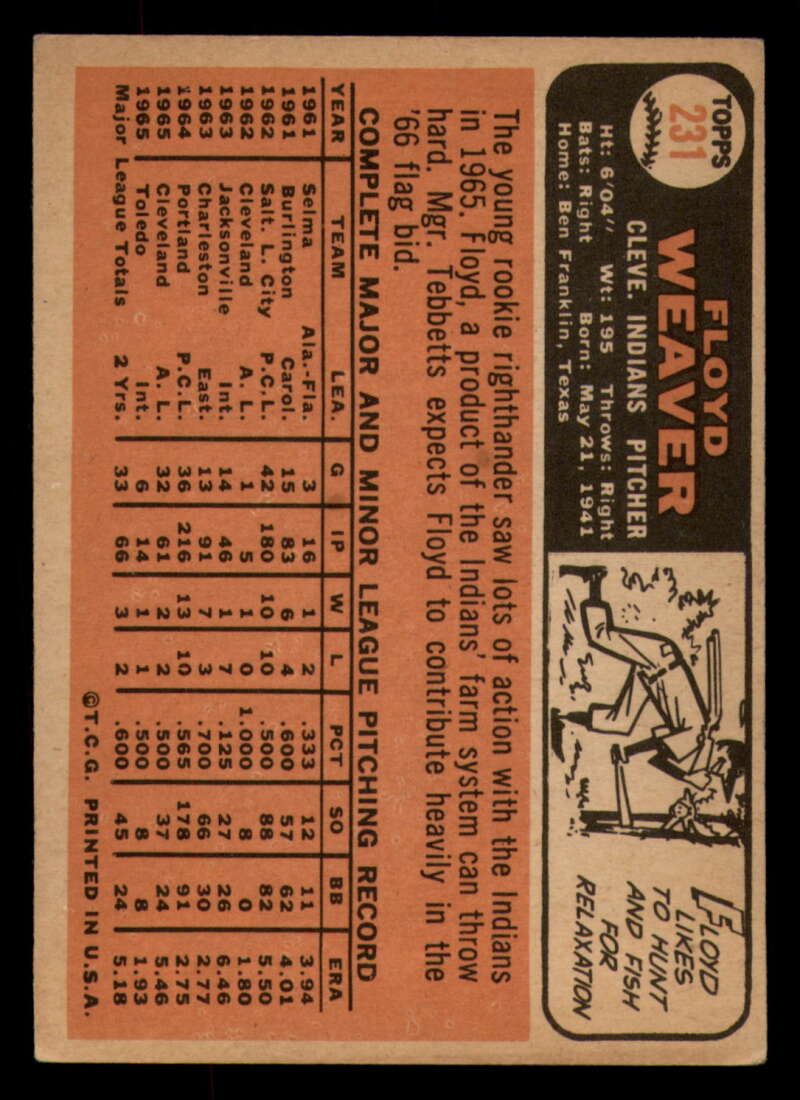 TOPPS
231
FLOYD
WEAVER
CLEVE. INDIANS PITCHER
Ht: 6'04" Wt: 195 Throws: Right
Bats: Right Born: May 21, 1941
Home: Ben Franklin, Texas
FLOYD
LIKES
TO HUNT
AND FISH
FOR
RELAXATION
The young rookie righthander saw lots of action with the Indians
in 1965. Floyd, a product of the Indians' farm system can throw
hard. Mgr. Tebbetts expects Floyd to contribute heavily in the
'66 flag bid.
COMPLETE MAJOR AND MINOR LEAGUE PITCHING RECORD
YEAR TEAM LEA. G IP W L PCT SO BB ERA
1961 Selma Ala.-Fla. 3 16 1 2 .333 12 11 3.94
1961 Burlington Carol. 15 83 6 4 .600 57 62 4.01
1962 Salt. L. City P.C.L. 42 180 10 10 .500 88 82 5.50
1962 Cleveland A. L. 1 5 1 0 1.000 8 0 1.80
1963 Jacksonville Int. 14 46 1 7 .125 27 26 6.46
1963 Charleston East. 13 91 7 3 .700 66 30 2.77
1964 Portland P.C.L. 36 216 13 10 .565 178 91 2.75
1965 Cleveland A. L. 32 61 2 2 .500 37 24 5.46
1965 Toledo Int. 6 14 1 1 .500 8 8 1.93
Major League Totals 2 Yrs. 33 66 3 2 .600 45 24 5.18
©T.C.G. PRINTED IN U.S.A.